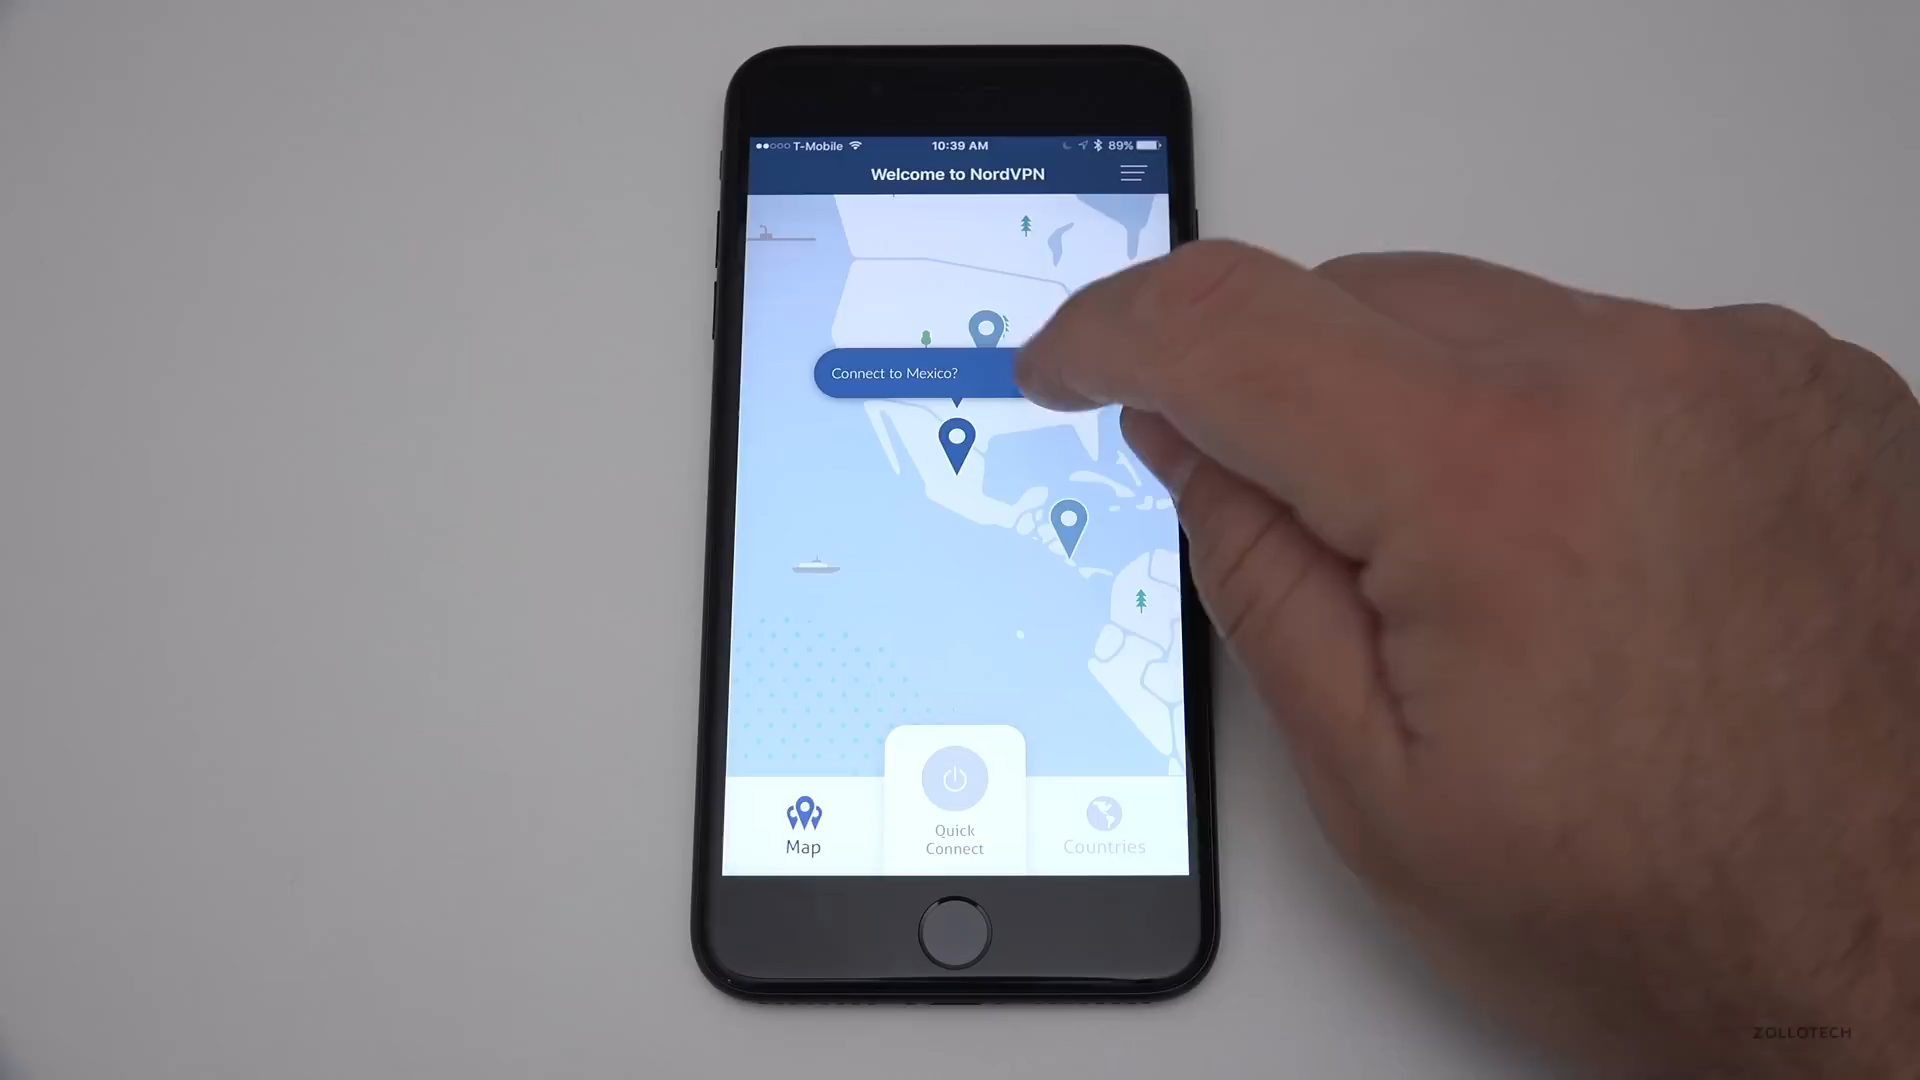 T-Mobile
10:39 AM
89%
Welcome to NordVPN
Connect to Mexico?
Map
Quick
Connect
Countries
ZOLLOTECH